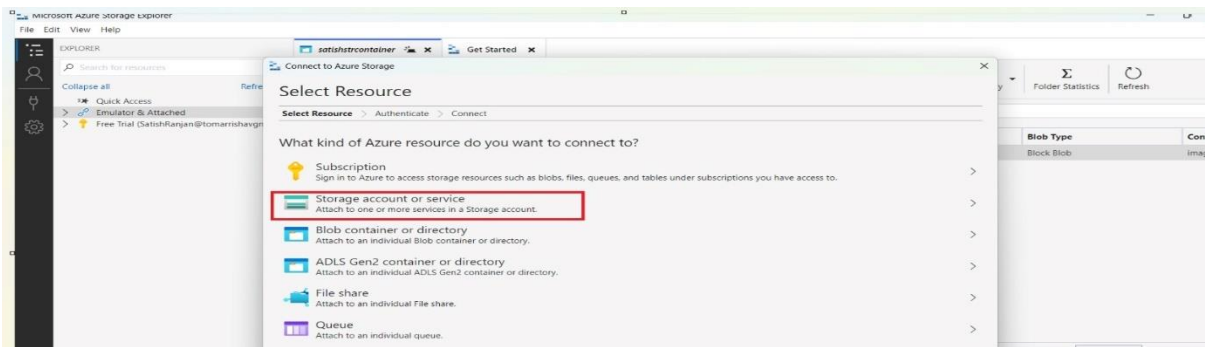 Microsoft Azure Storage Explorer
File Edit View Help
EXPLORER
satishstrcontainer
Get Started
Search for resources
Connect to Azure Storage
Collapse all
Refre
Select Resource
Folder Statistics
Refresh
Quick Access
Emulator & Attached
Select Resource > Authenticate > Connect
Free Trial (SatishRanjan@tomarrishavgn
What kind of Azure resource do you want to connect to?
Blob Type
Con
Block Blob
imag
Subscription
Sign in to Azure to access storage resources such as blobs, files, queues, and tables under subscriptions you have access to.
Storage account or service
Attach to one or more services in a Storage account.
Blob container or directory
Attach to an individual Blob container or directory.
ADLS Gen2 container or directory
Attach to an individual ADLS Gen2 container or directory.
File share
Attach to an individual File share.
Queue
Attach to an individual queue.